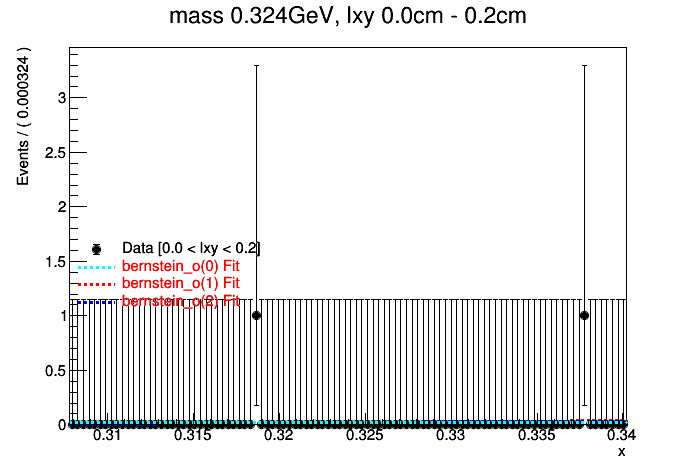 mass 0.324GeV, lxy 0.0cm - 0.2cm
Events / ( 0.000324 )
3
2.5
2
Data [0.0 < lxy < 0.2]
1.5
bernstein_o(0) Fit
bernstein_o(1) Fit
bernstein_o(2) Fit
1
0.5
0
0.31 0.315 0.32 0.325 0.33 0.335 0.34
x